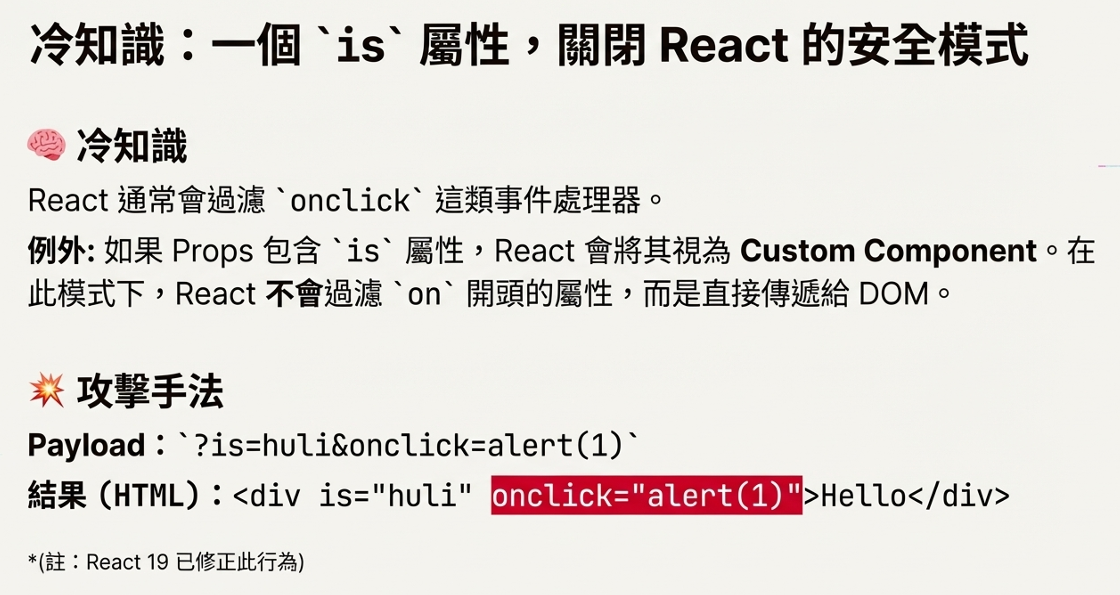 冷知識：一個 `is` 屬性，關閉 React 的安全模式
🧠 冷知識
React 通常會過濾 `onclick` 這類事件處理器。
例外: 如果 Props 包含 `is` 屬性，React 會將其視為 Custom Component。在
此模式下，React 不會過濾 `on` 開頭的屬性，而是直接傳遞給 DOM。
💥 攻擊手法
Payload：`?is=huli&onclick=alert(1)`
結果（HTML）：<div is="huli" onclick="alert(1)">Hello</div>
*(註：React 19 已修正此行為)